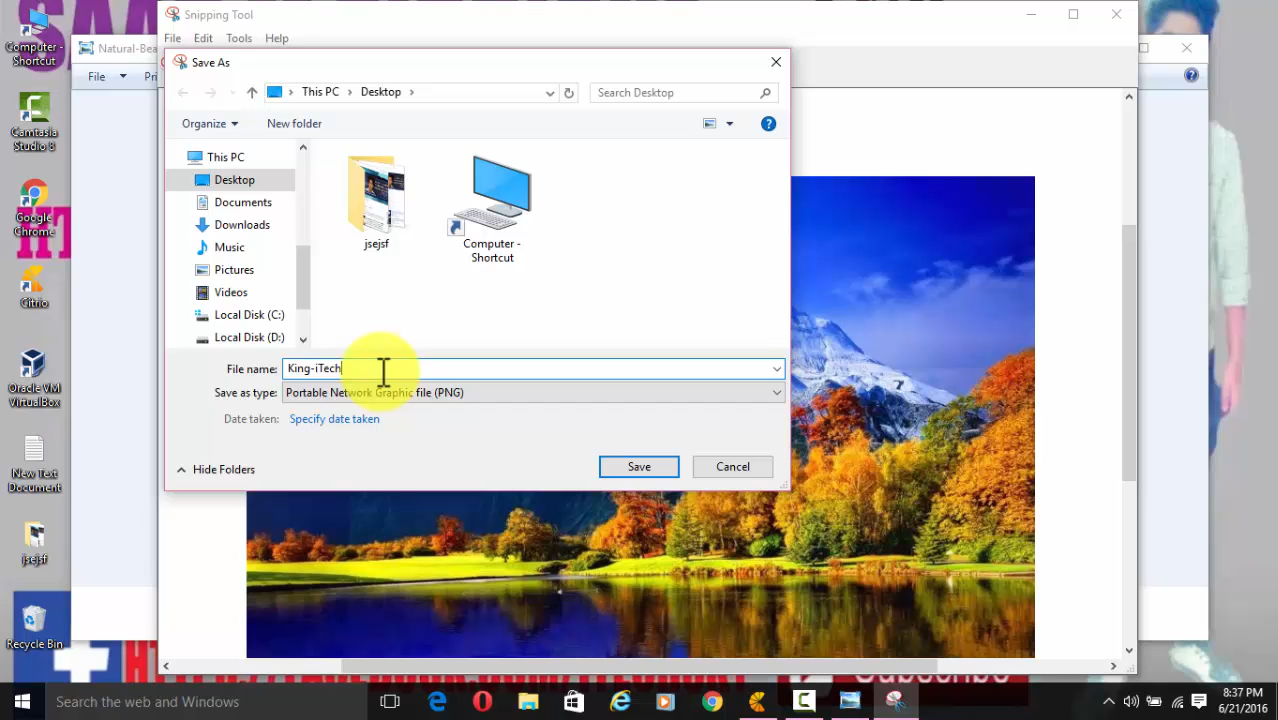 Snipping Tool
File Edit Tools Help
Computer - Shortcut
Natural-Bea
File
Save As
This PC > Desktop >
Search Desktop
Organize
New folder
This PC
Desktop
Documents
Downloads
Music
Pictures
Videos
Local Disk (C:)
Local Disk (D:)
jsejsf
Computer -
Shortcut
File name: King-iTech
Save as type: Portable Network Graphic file (PNG)
Date taken: Specify date taken
Hide Folders
Save
Cancel
Camtasia
Studio 8
Google
Chrome
Citrio
Oracle VM
VirtualBox
New Text
Document
jsejsf
Recycle Bin
Subscribe
Search the web and Windows
8:37 PM
6/21/2016